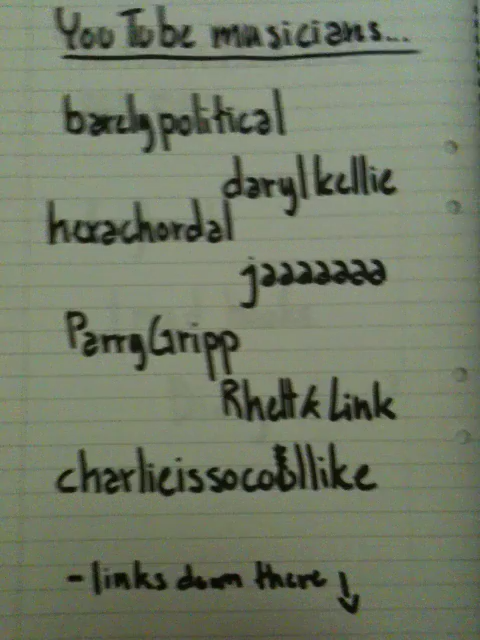 YouTube musicians...
barelypolitical
darylkellie
hexachordal
jaaaaaaa
ParryGripp
Rhett & Link
charlieissocoollike
- links down there ↓